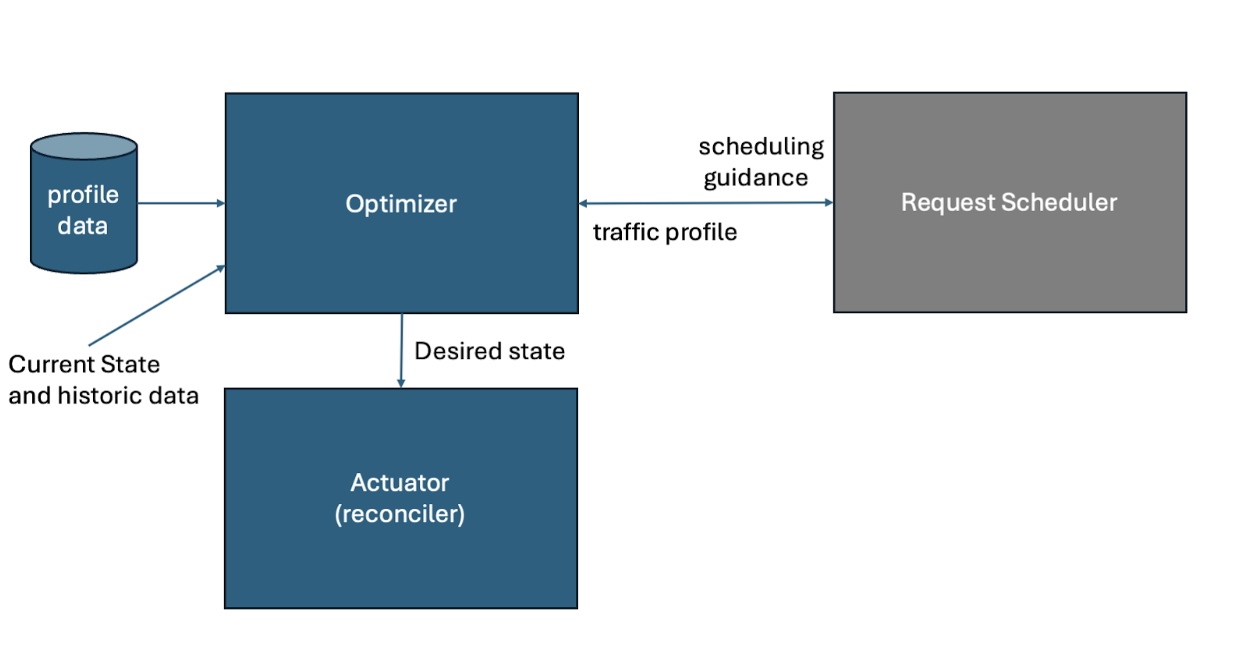 scheduling
guidance
profile
data
Optimizer
Request Scheduler
traffic profile
Desired state
Current State
and historic data
Actuator
(reconciler)